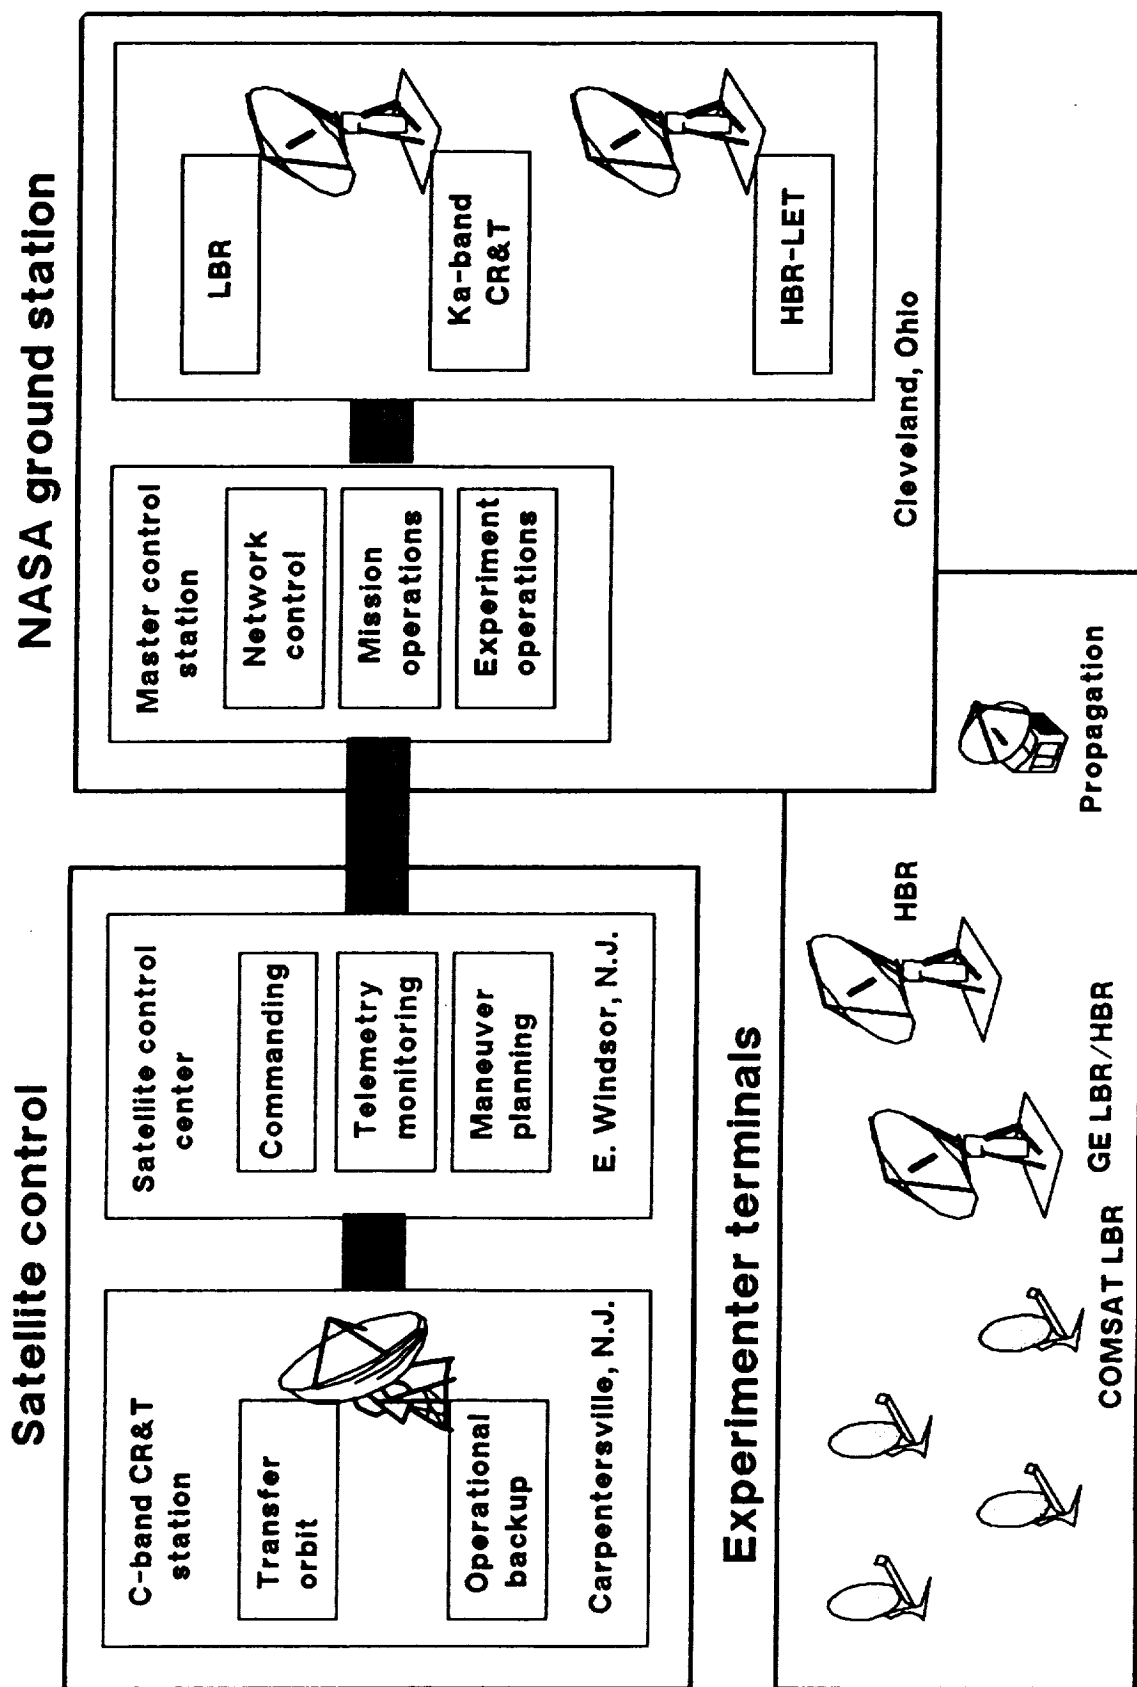 Satellite control
NASA ground station
C-band CR&T
station
Transfer
orbit
Operational
backup
Carpentersville, N.J.
Satellite control
center
Commanding
Telemetry
monitoring
Maneuver
planning
E. Windsor, N.J.
Master control
station
Network
control
Mission
operations
Experiment
operations
LBR
Ka-band
CR&T
HBR-LET
Cleveland, Ohio
Experimenter terminals
COMSAT LBR
GE LBR/HBR
HBR
Propagation